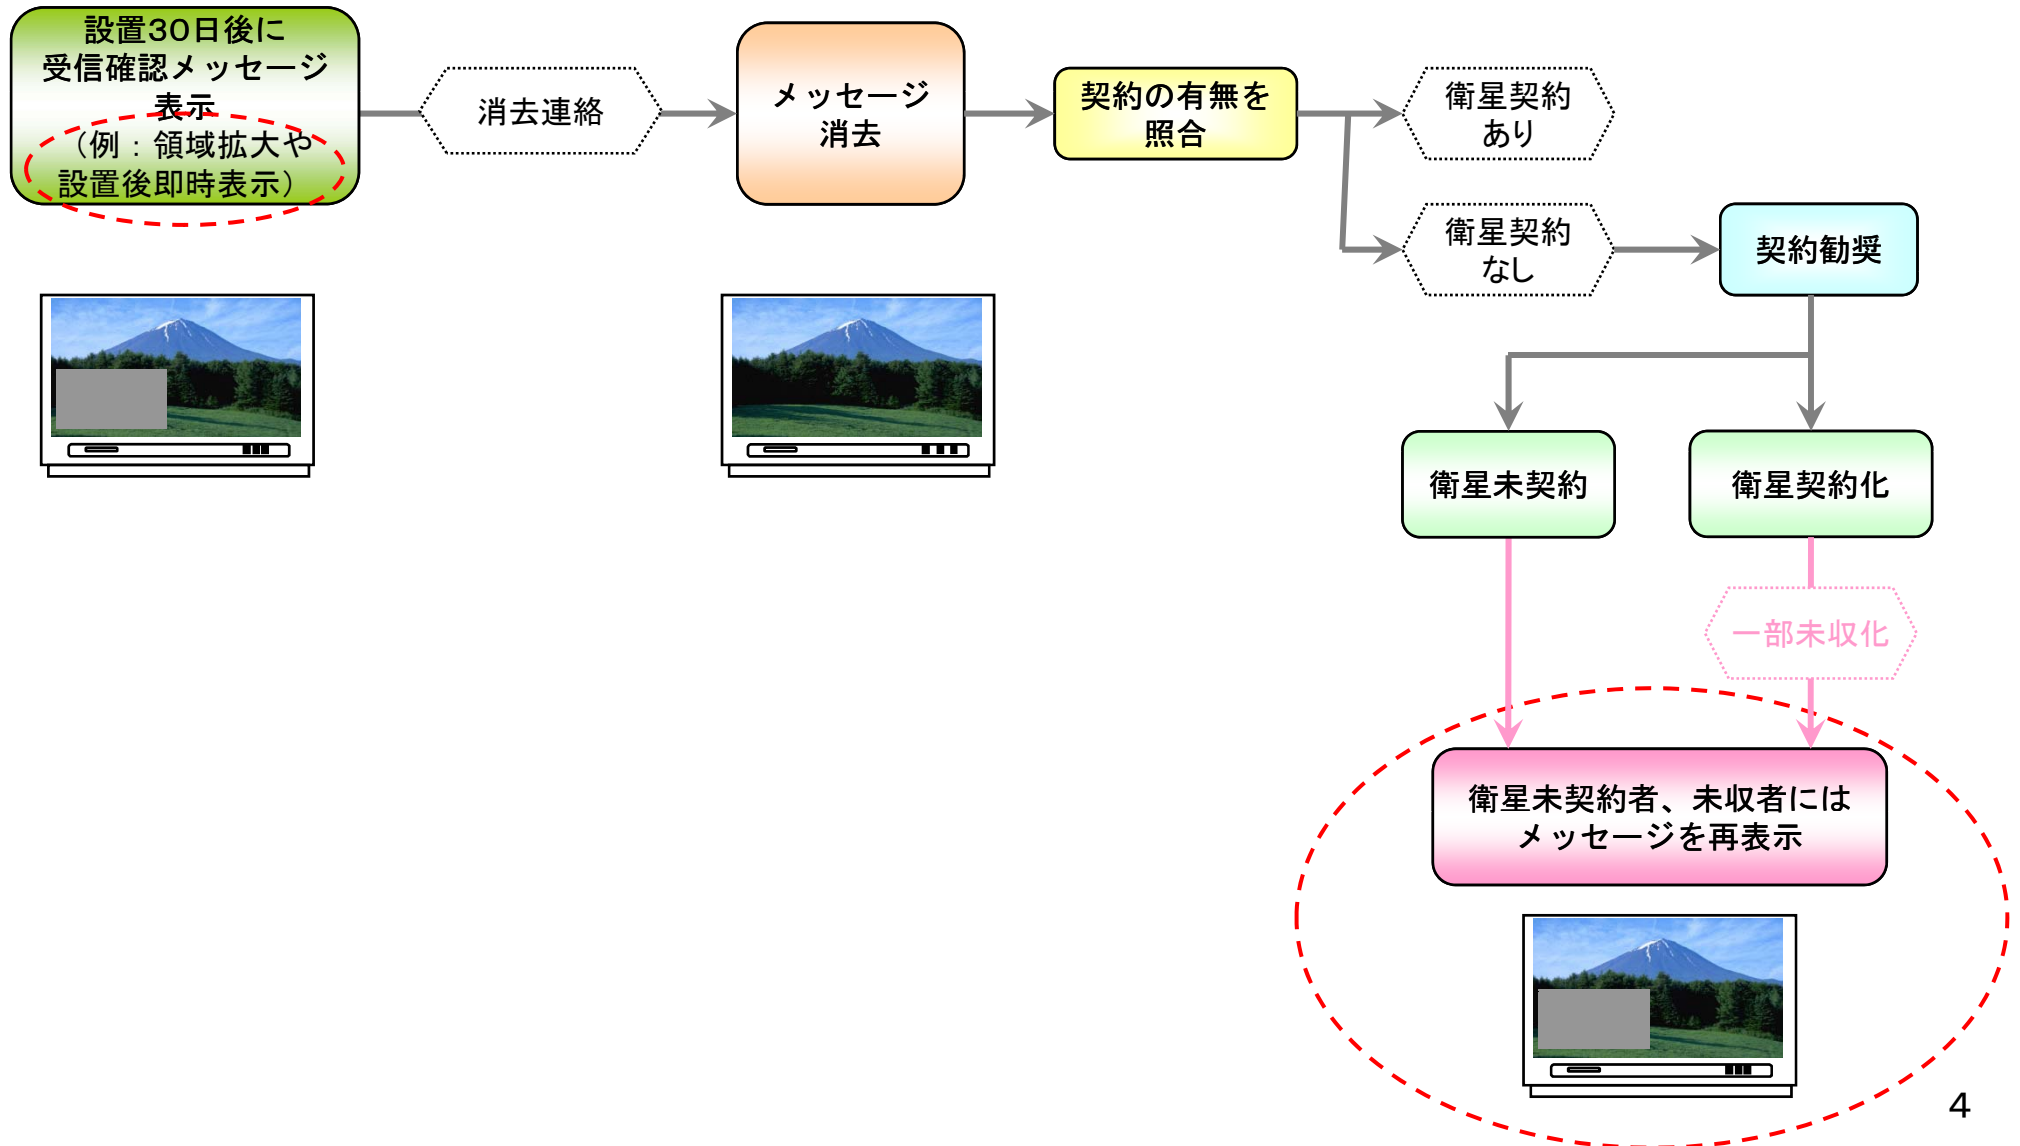 設置30日後に
受信確認メッセージ
表示
（例：領域拡大や
設置後即時表示）
消去連絡
メッセージ
消去
契約の有無を
照合
衛星契約
あり
衛星契約
なし
契約勧奨
衛星未契約
衛星契約化
一部未収化
衛星未契約者、未収者には
メッセージを再表示
4